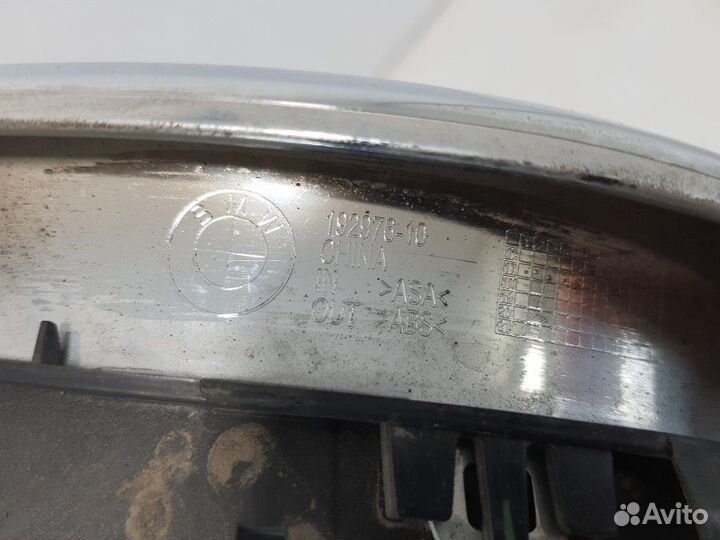 BMW
192976-10
CHINA
IN >ASA<
OUT >ABS<
Avito